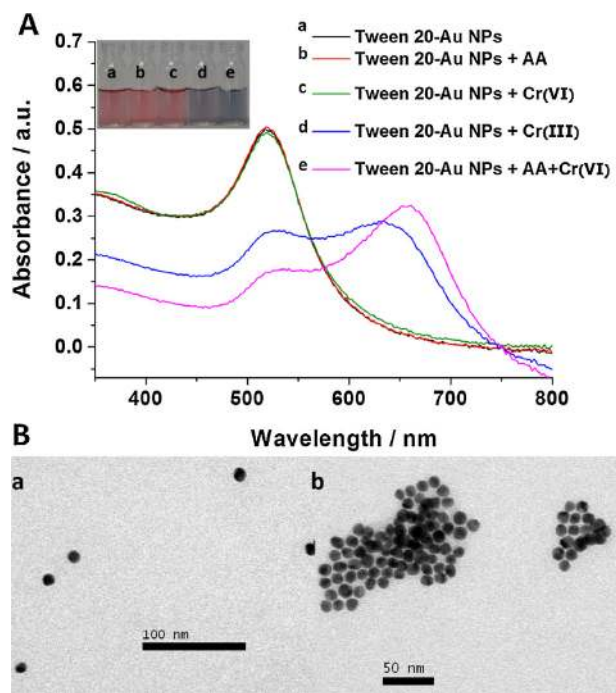 A
a Tween 20-Au NPs
b Tween 20-Au NPs + AA
c Tween 20-Au NPs + Cr(VI)
d Tween 20-Au NPs + Cr(III)
e Tween 20-Au NPs + AA+Cr(VI)
a b c d e
Absorbance / a.u.
0.7
0.6
0.5
0.4
0.3
0.2
0.1
0.0
400 500 600 700 800
Wavelength / nm
B
a
b
100 nm
50 nm